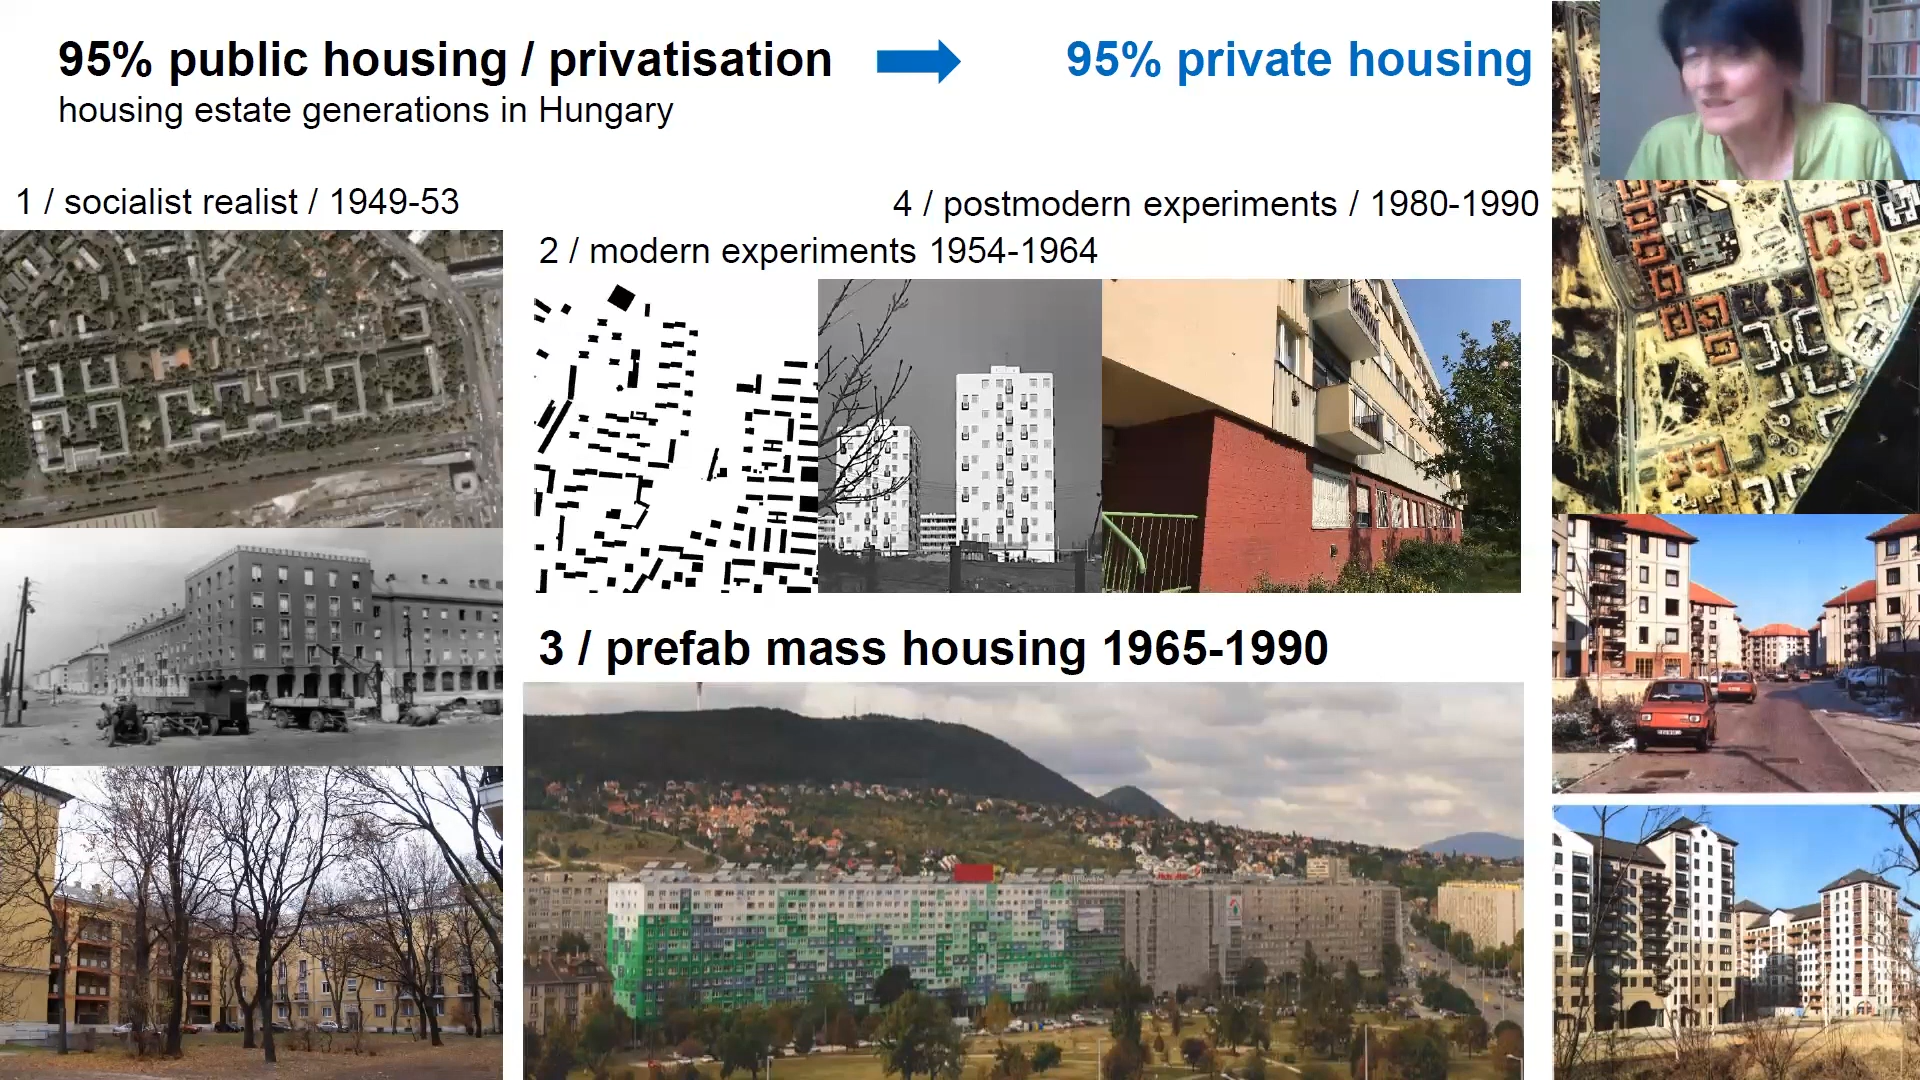 95% public housing / privatisation
95% private housing
housing estate generations in Hungary
1 / socialist realist / 1949-53
4 / postmodern experiments / 1980-1990
2 / modern experiments 1954-1964
3 / prefab mass housing 1965-1990